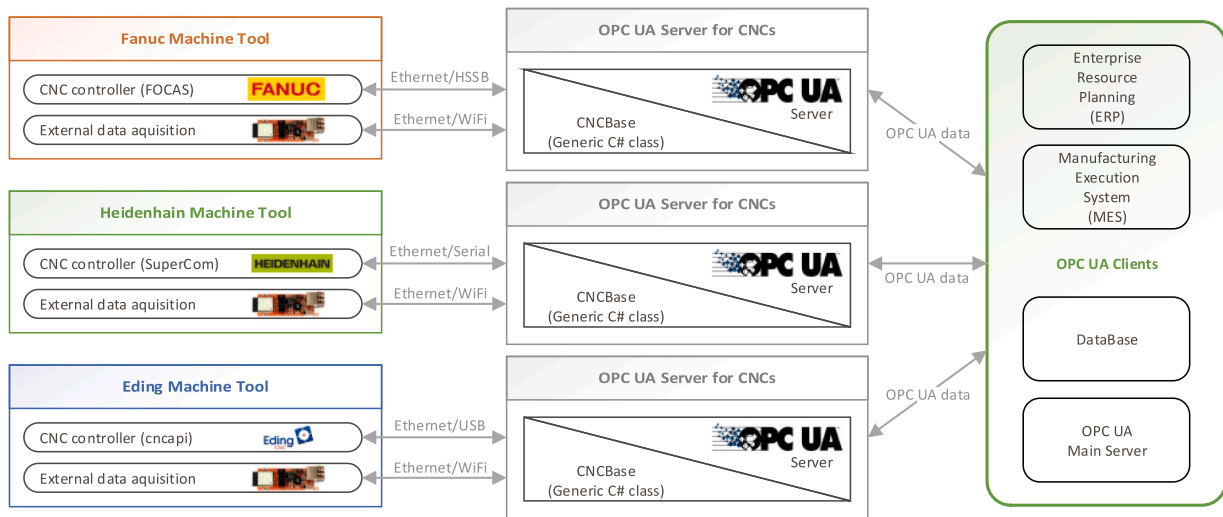 Fanuc Machine Tool
CNC controller (FOCAS)
FANUC
External data aquisition
Ethernet/HSSB
Ethernet/WiFi
OPC UA Server for CNCs
OPC UA
Server
CNCBase
(Generic C# class)
OPC UA data
Heidenhain Machine Tool
CNC controller (SuperCom)
HEIDENHAIN
External data aquisition
Ethernet/Serial
Ethernet/WiFi
OPC UA Server for CNCs
OPC UA
Server
CNCBase
(Generic C# class)
OPC UA data
Eding Machine Tool
CNC controller (cncapi)
Eding
CNC
External data aquisition
Ethernet/USB
Ethernet/WiFi
OPC UA Server for CNCs
OPC UA
Server
CNCBase
(Generic C# class)
OPC UA data
Enterprise
Resource
Planning
(ERP)
Manufacturing
Execution
System
(MES)
OPC UA Clients
DataBase
OPC UA
Main Server